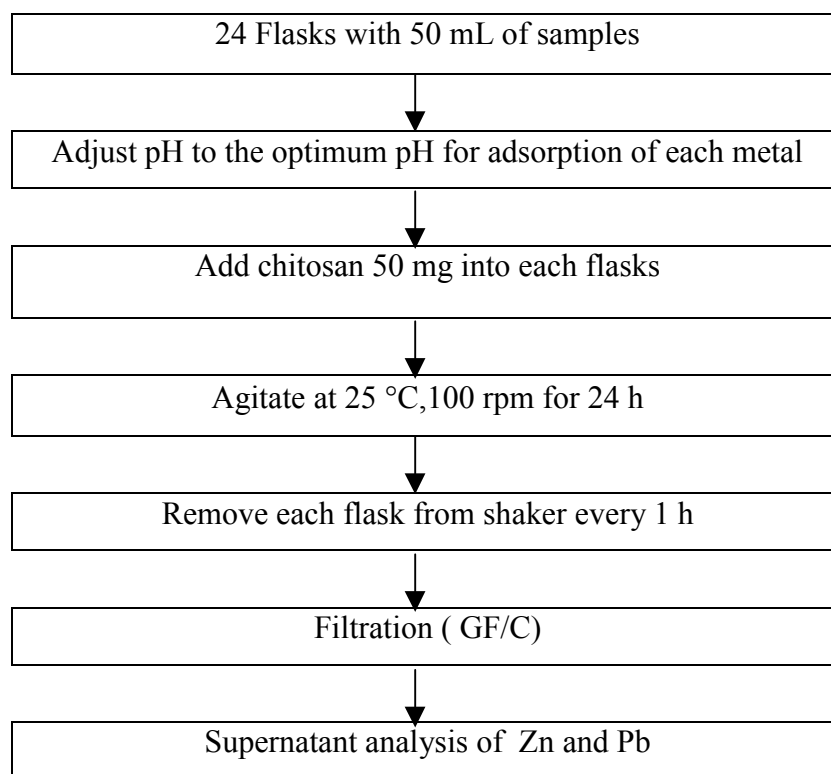 24 Flasks with 50 mL of samples
Adjust pH to the optimum pH for adsorption of each metal
Add chitosan 50 mg into each flasks
Agitate at 25 °C,100 rpm for 24 h
Remove each flask from shaker every 1 h
Filtration ( GF/C)
Supernatant analysis of Zn and Pb